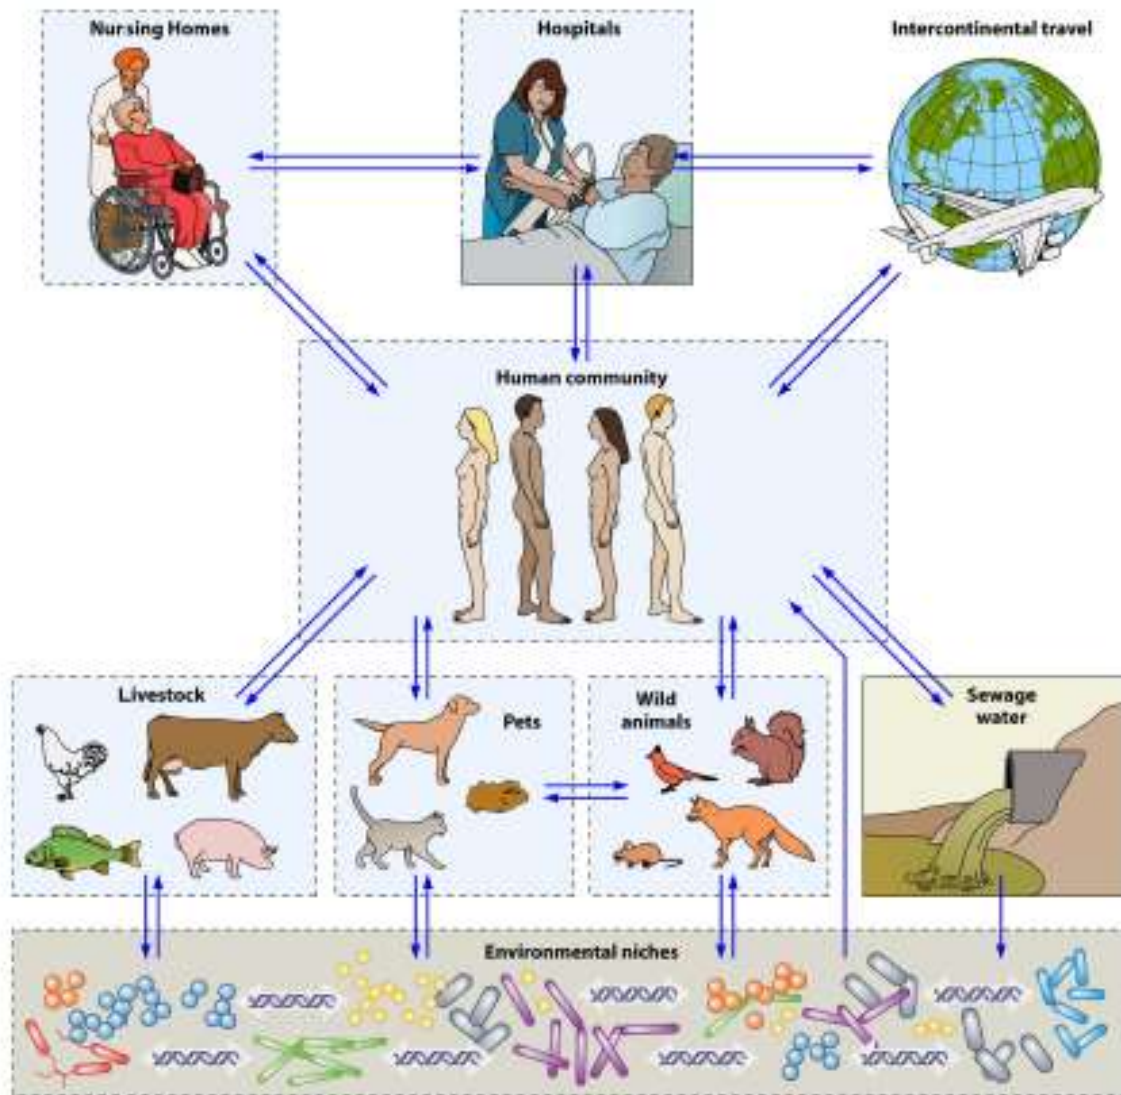 Nursing Homes
Hospitals
Intercontinental travel
Human community
Livestock
Pets
Wild
animals
Sewage
water
Environmental niches